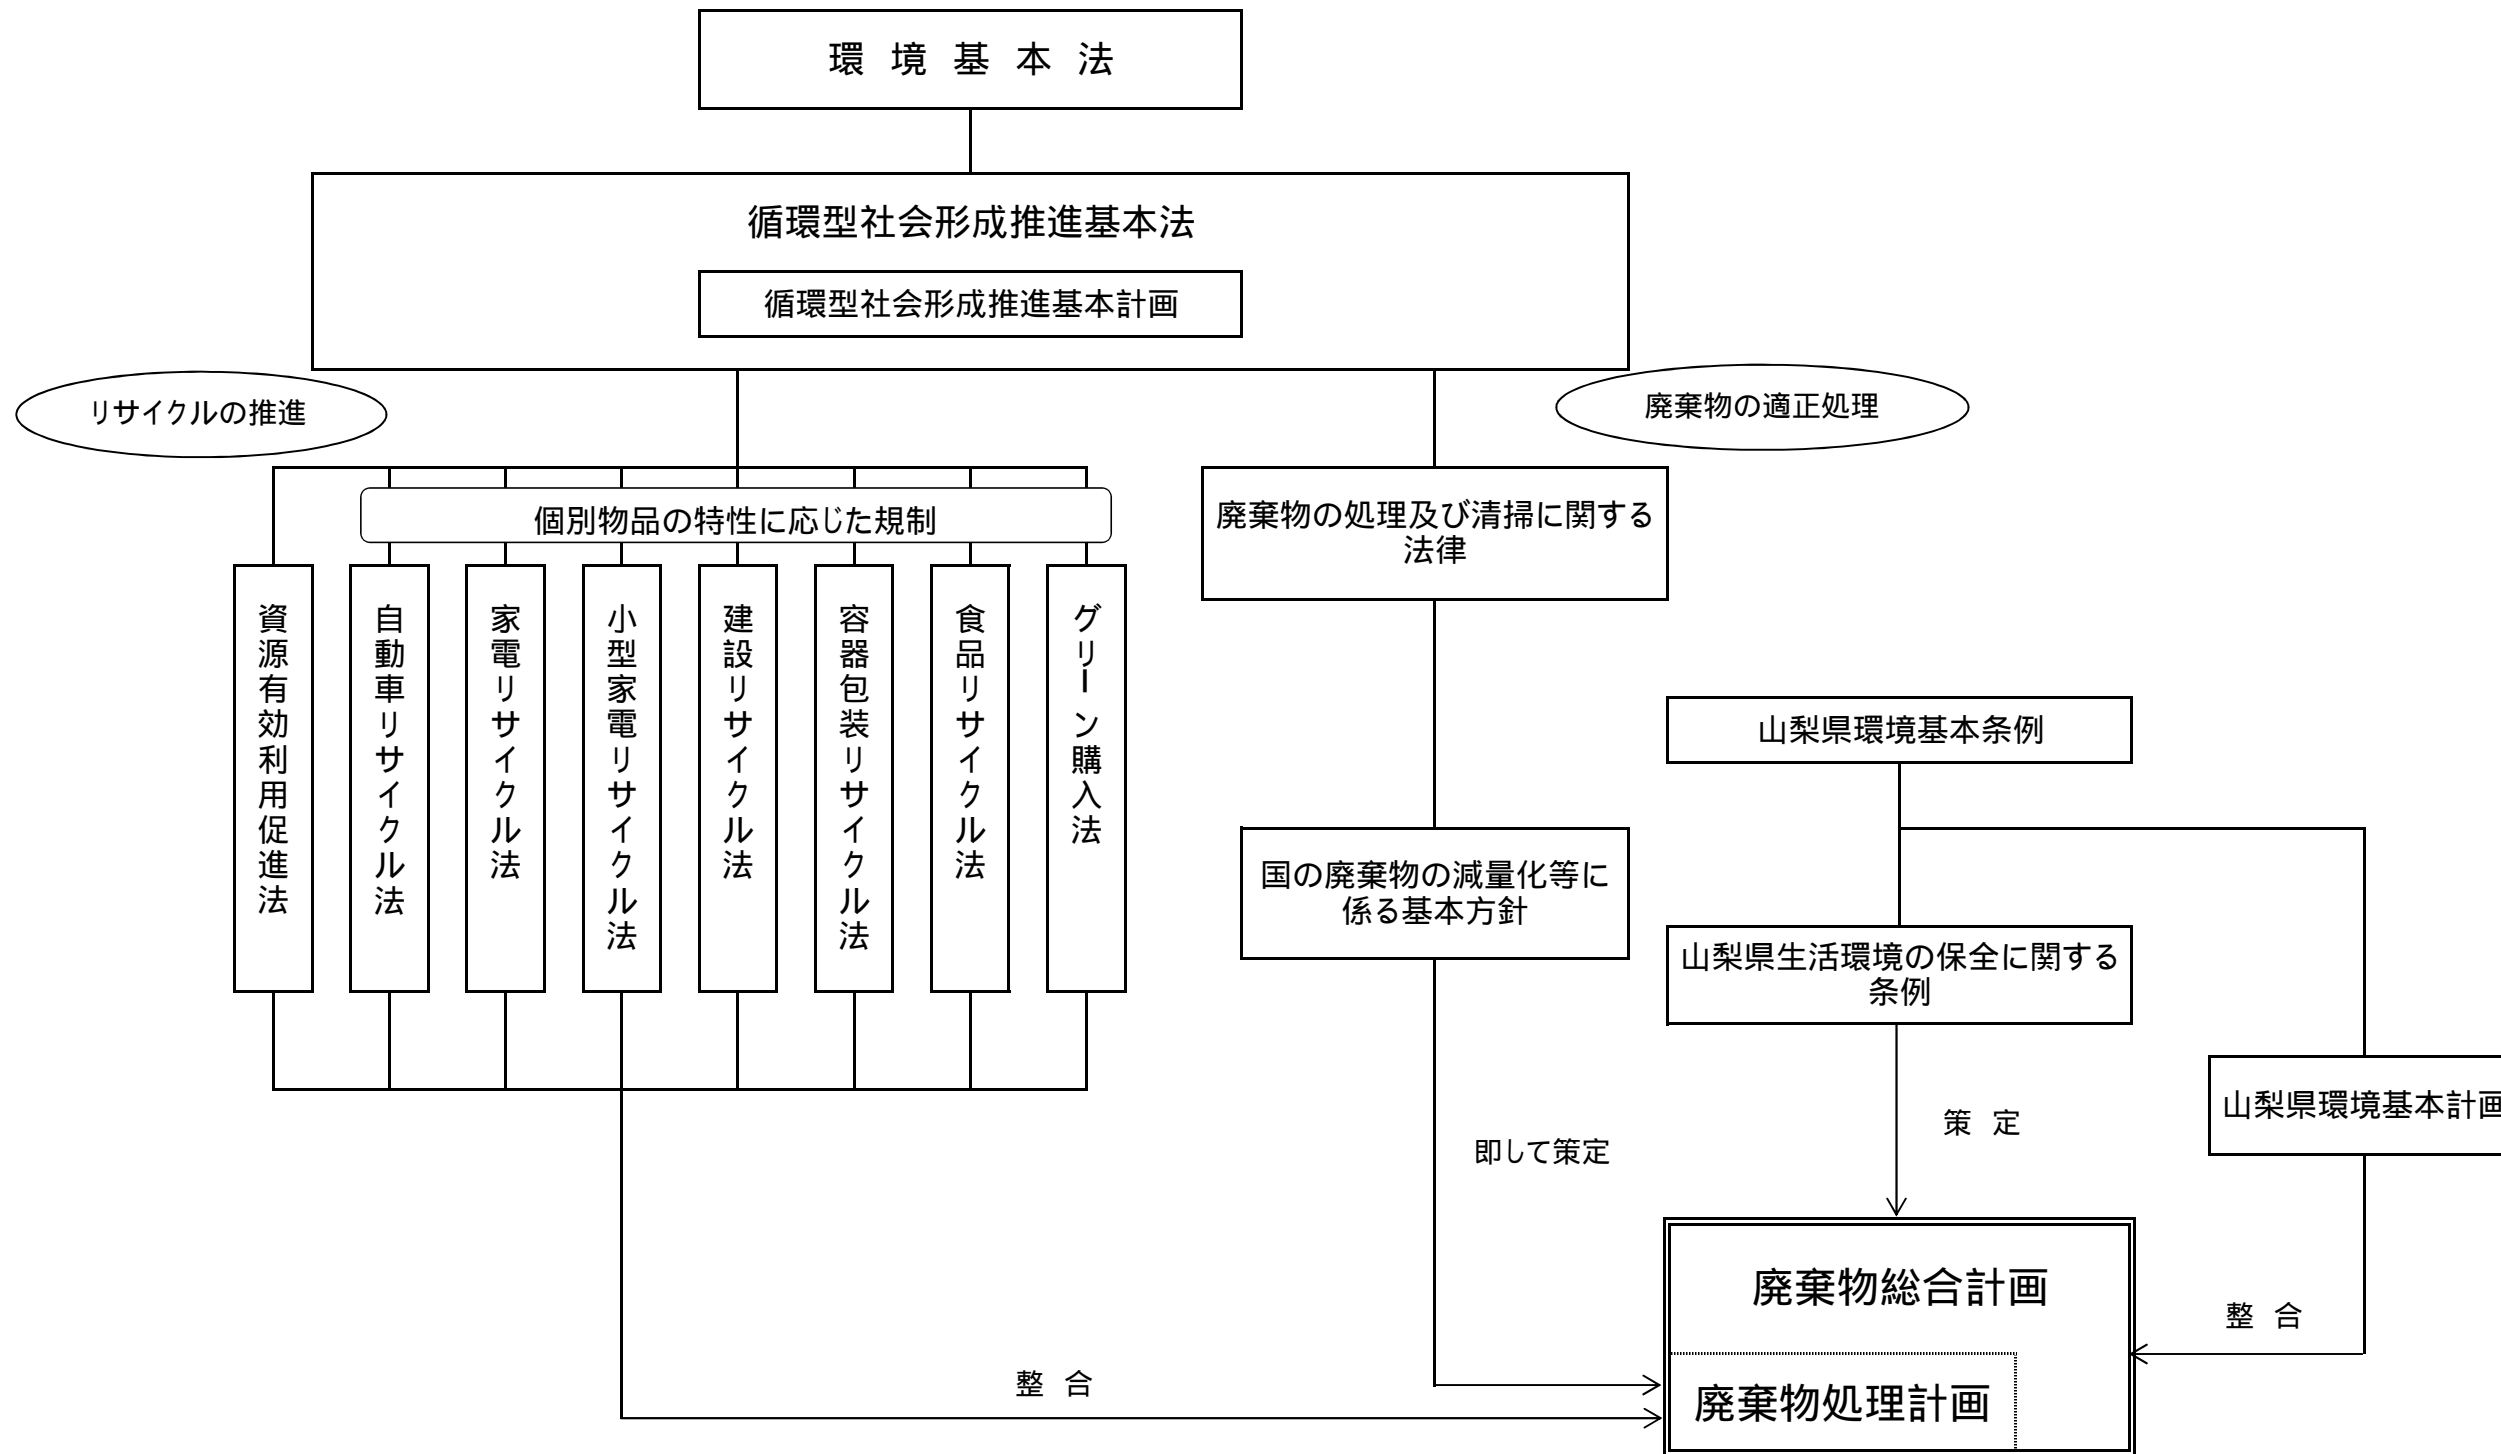 環 境 基 本 法
循環型社会形成推進基本法
循環型社会形成推進基本計画
リサイクルの推進
廃棄物の適正処理
個別物品の特性に応じた規制
廃棄物の処理及び清掃に関する
法律
資源有効利用促進法
自動車リサイクル法
家電リサイクル法
小型家電リサイクル法
建設リサイクル法
容器包装リサイクル法
食品リサイクル法
グリーン購入法
山梨県環境基本条例
国の廃棄物の減量化等に
係る基本方針
山梨県生活環境の保全に関する
条例
山梨県環境基本計画
策 定
即して策定
廃棄物総合計画
整 合
整 合
廃棄物処理計画